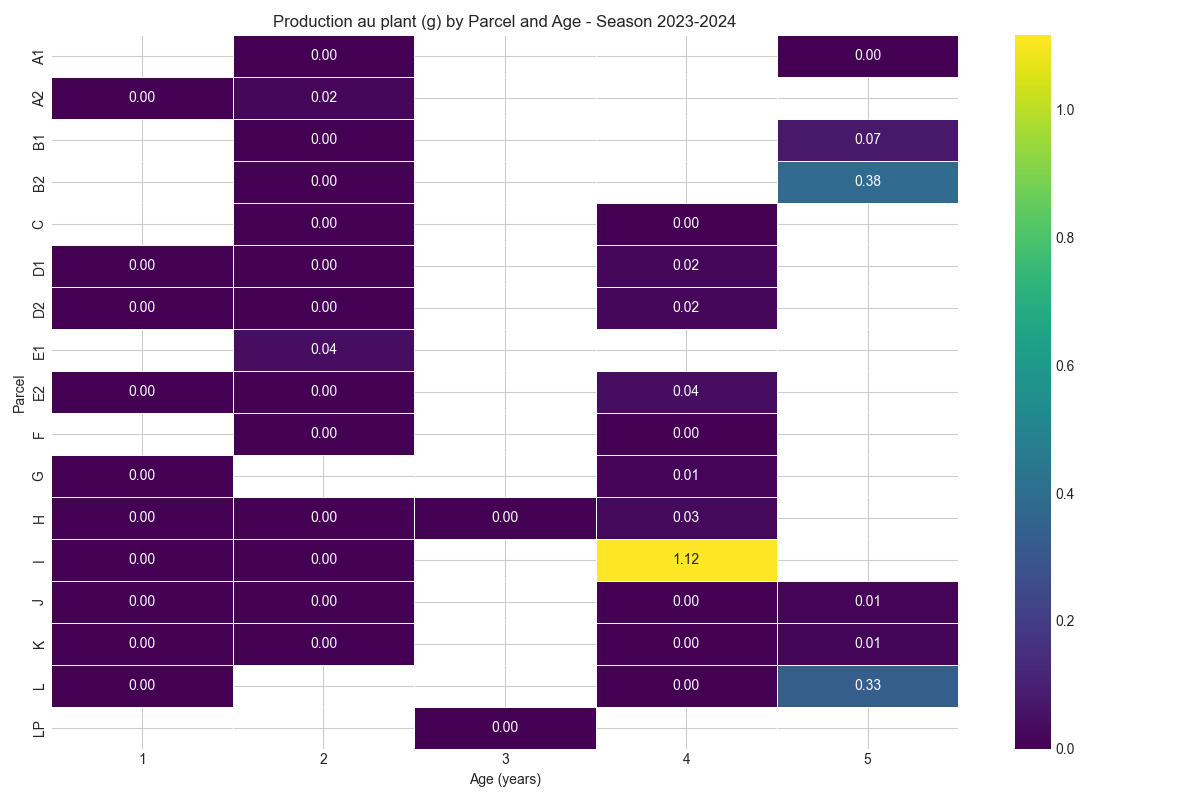 Production au plant (g) by Parcel and Age - Season 2023-2024
A1 0.00 0.00
A2 0.00 0.02
B1 0.00 0.07
B2 0.00 0.38
C 0.00 0.00
D1 0.00 0.00 0.02
D2 0.00 0.00 0.02
E1 0.04
E2 0.00 0.00 0.04
F 0.00 0.00
G 0.00 0.01
H 0.00 0.00 0.00 0.03
I 0.00 0.00 1.12
J 0.00 0.00 0.00 0.01
K 0.00 0.00 0.00 0.01
L 0.00 0.00 0.33
LP 0.00
Parcel
1 2 3 4 5
Age (years)
1.0
0.8
0.6
0.4
0.2
0.0